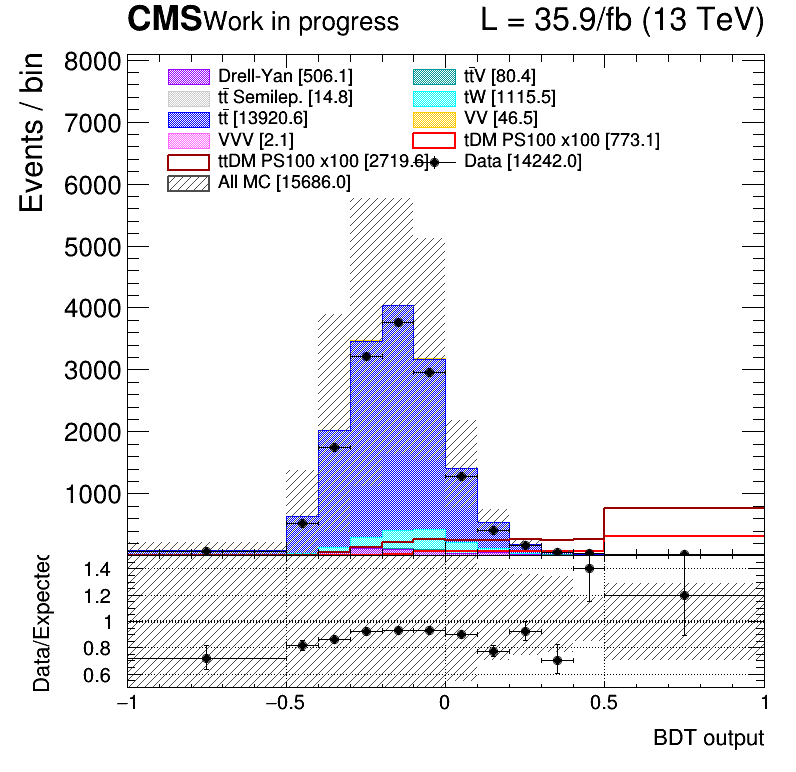 CMS Work in progress L = 35.9/fb (13 TeV)
Events / bin
8000
7000
6000
5000
4000
3000
2000
1000
Drell-Yan [506.1]
tt̄V [80.4]
tt̄ Semilep. [14.8]
tW [1115.5]
tt̄ [13920.6]
VV [46.5]
VVV [2.1]
tDM PS100 x100 [773.1]
ttDM PS100 x100 [2719.6]
Data [14242.0]
All MC [15686.0]
Data/Expected
1.4
1.2
1
0.8
0.6
−1 −0.5 0 0.5 1
BDT output